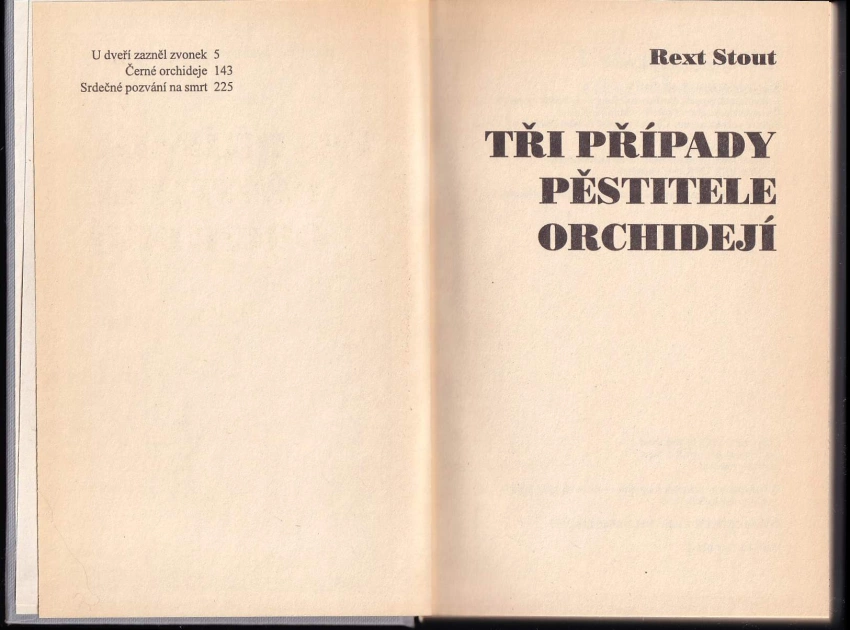 U dveří zazněl zvonek 5
Černé orchideje 143
Srdečné pozvání na smrt 225
Rext Stout
TŘI PŘÍPADY
PĚSTITELE
ORCHIDEJÍ